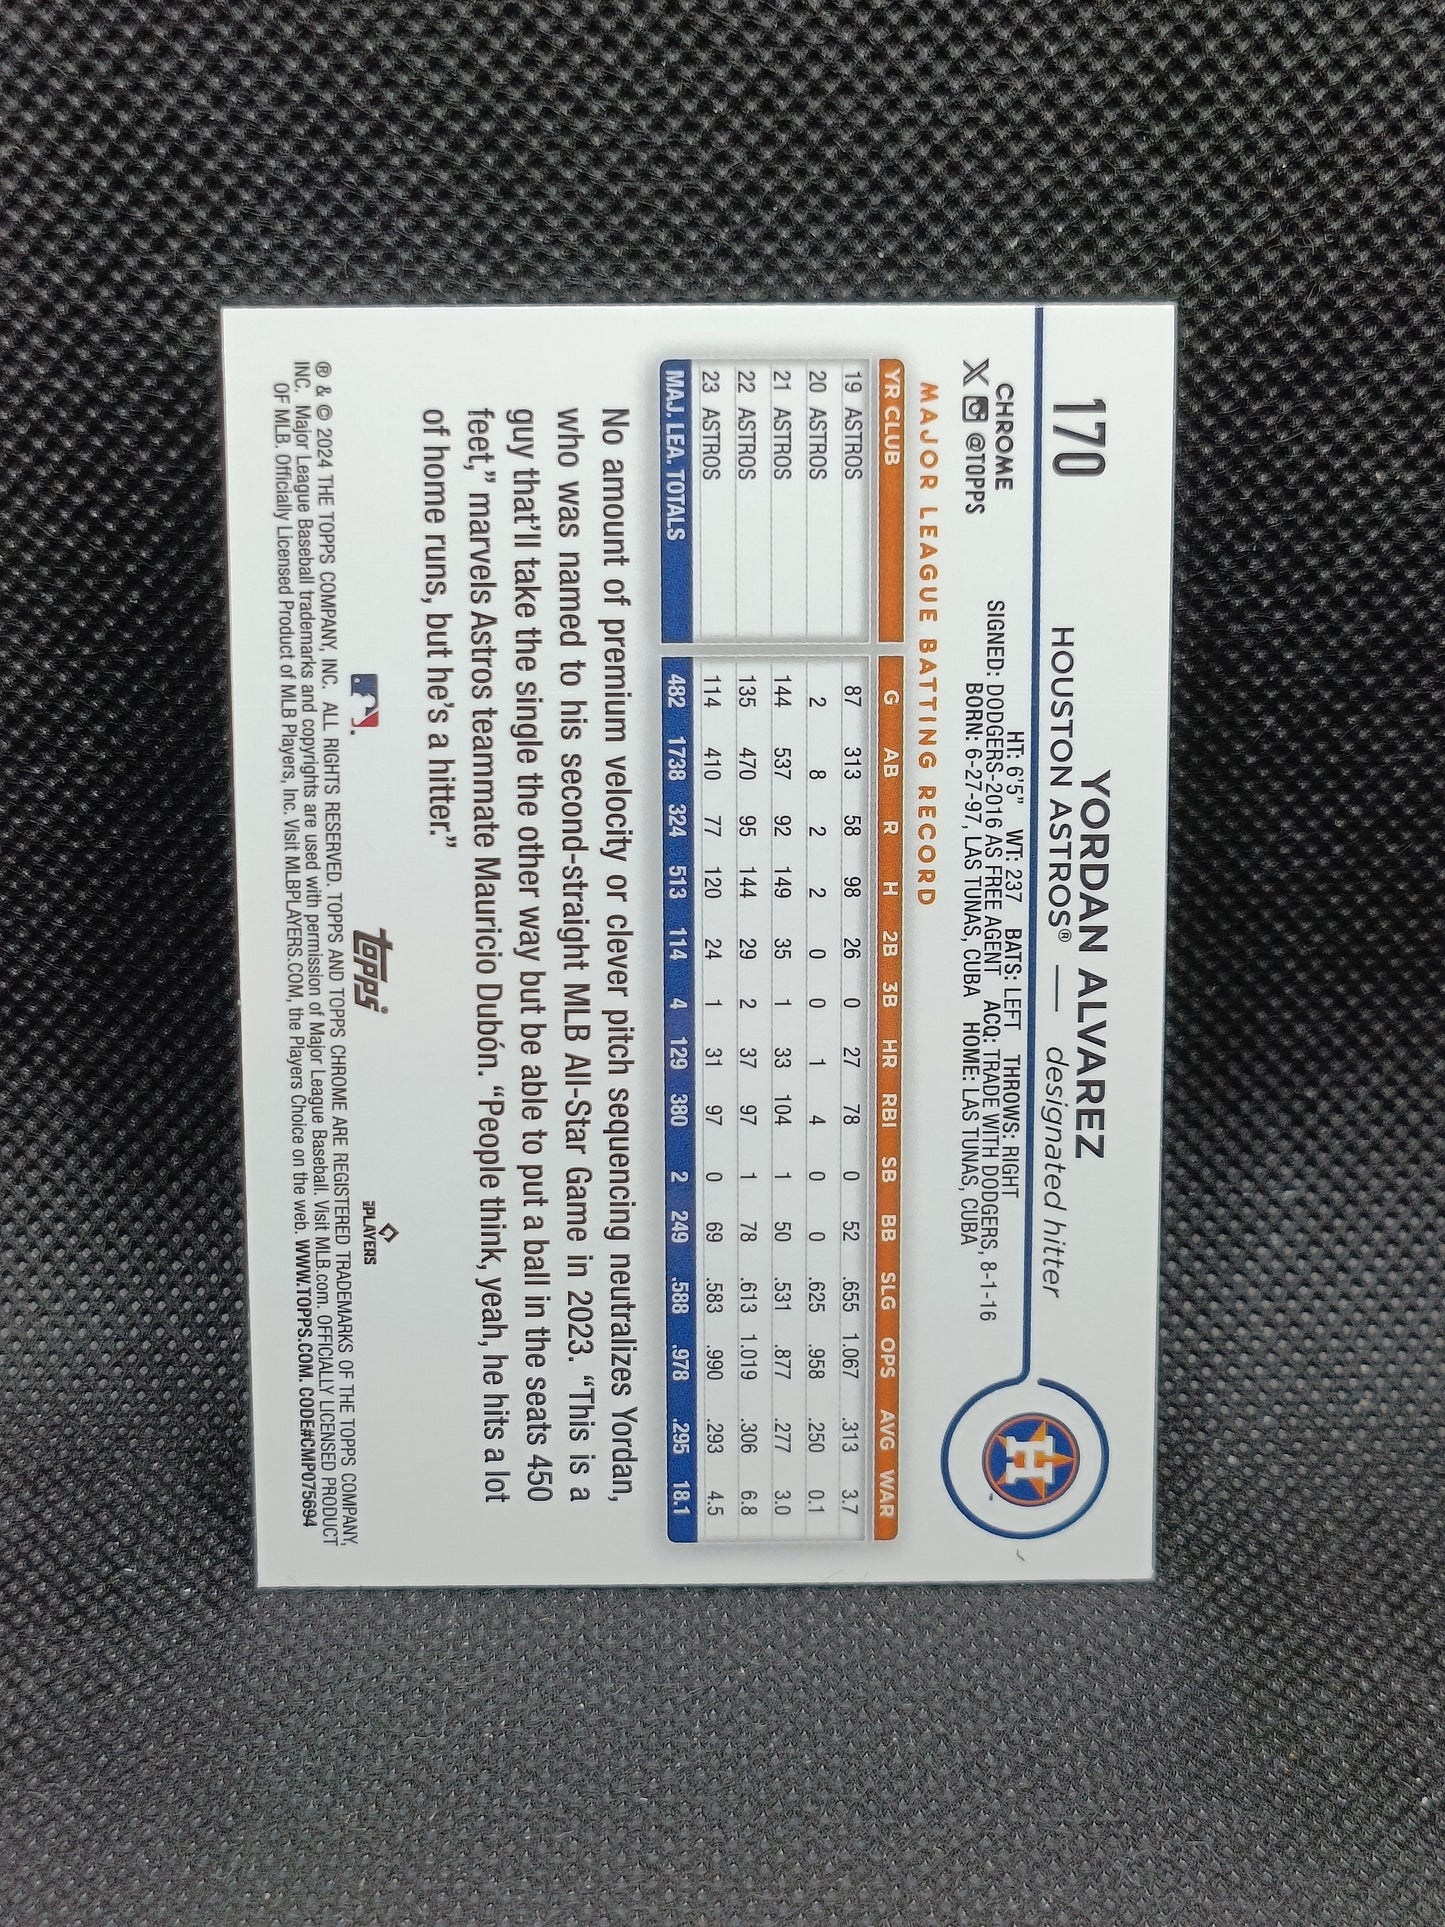 170
YORDAN ALVAREZ
HOUSTON ASTROS® — designated hitter
CHROME
X @TOPPS
HT: 6'5" WT: 237 BATS: LEFT THROWS: RIGHT
SIGNED: DODGERS-2016 AS FREE AGENT ACQ: TRADE WITH DODGERS, 8-1-16
BORN: 6-27-97, LAS TUNAS, CUBA HOME: LAS TUNAS, CUBA
H
MAJOR LEAGUE BATTING RECORD
YR CLUB G AB R H 2B 3B HR RBI SB BB SLG OPS AVG WAR
19 ASTROS 87 313 58 98 26 0 27 78 0 52 .655 1.067 .313 3.7
20 ASTROS 2 8 2 2 0 0 1 4 0 0 .625 .958 .250 0.1
21 ASTROS 144 537 92 149 35 1 33 104 1 50 .531 .877 .277 3.0
22 ASTROS 135 470 95 144 29 2 37 97 1 78 .613 1.019 .306 6.8
23 ASTROS 114 410 77 120 24 1 31 97 0 69 .583 .990 .293 4.5
MAJ. LEA. TOTALS 482 1738 324 513 114 4 129 380 2 249 .588 .978 .295 18.1
No amount of premium velocity or clever pitch sequencing neutralizes Yordan,
who was named to his second-straight MLB All-Star Game in 2023. “This is a
guy that’ll take the single the other way but be able to put a ball in the seats 450
feet,” marvels Astros teammate Mauricio Dubón. “People think, yeah, he hits a lot
of home runs, but he’s a hitter.”
topps®
PLAYERS
® & © 2024 THE TOPPS COMPANY, INC. ALL RIGHTS RESERVED. TOPPS AND TOPPS CHROME ARE REGISTERED TRADEMARKS OF THE TOPPS COMPANY,
INC. Major League Baseball trademarks and copyrights are used with permission of Major League Baseball. Visit MLB.com. OFFICIALLY LICENSED PRODUCT
OF MLB. Officially Licensed Product of MLB Players, Inc. Visit MLBPLAYERS.COM, the Players Choice on the web. WWW.TOPPS.COM. CODE#CMP075694